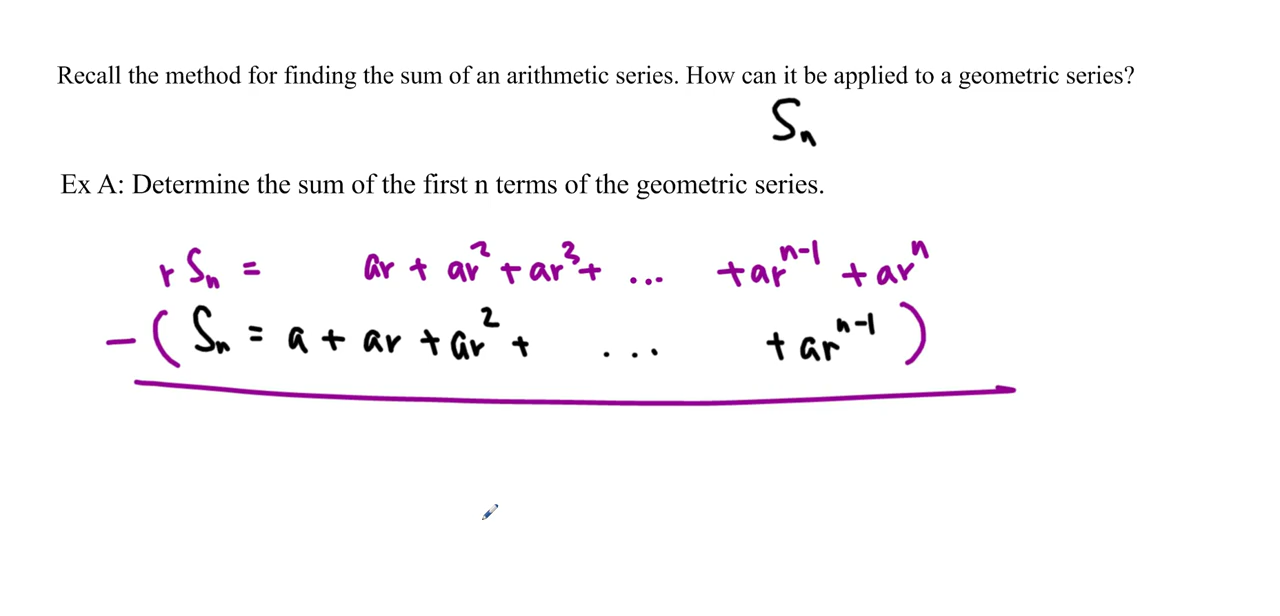 Recall the method for finding the sum of an arithmetic series. How can it be applied to a geometric series?
Sₙ
Ex A: Determine the sum of the first n terms of the geometric series.
r Sₙ = ar + ar² + ar³ + ... + arⁿ⁻¹ + arⁿ
- ( Sₙ = a + ar + ar² + ... + arⁿ⁻¹ )